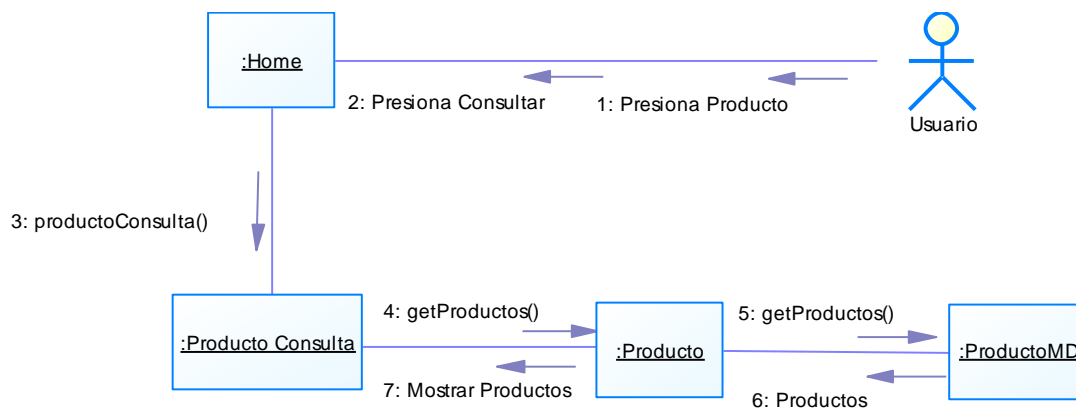 :Home
2: Presiona Consultar
1: Presiona Producto
Usuario
3: productoConsulta()
:Producto Consulta
4: getProductos()
7: Mostrar Productos
:Producto
5: getProductos()
6: Productos
:ProductoMD